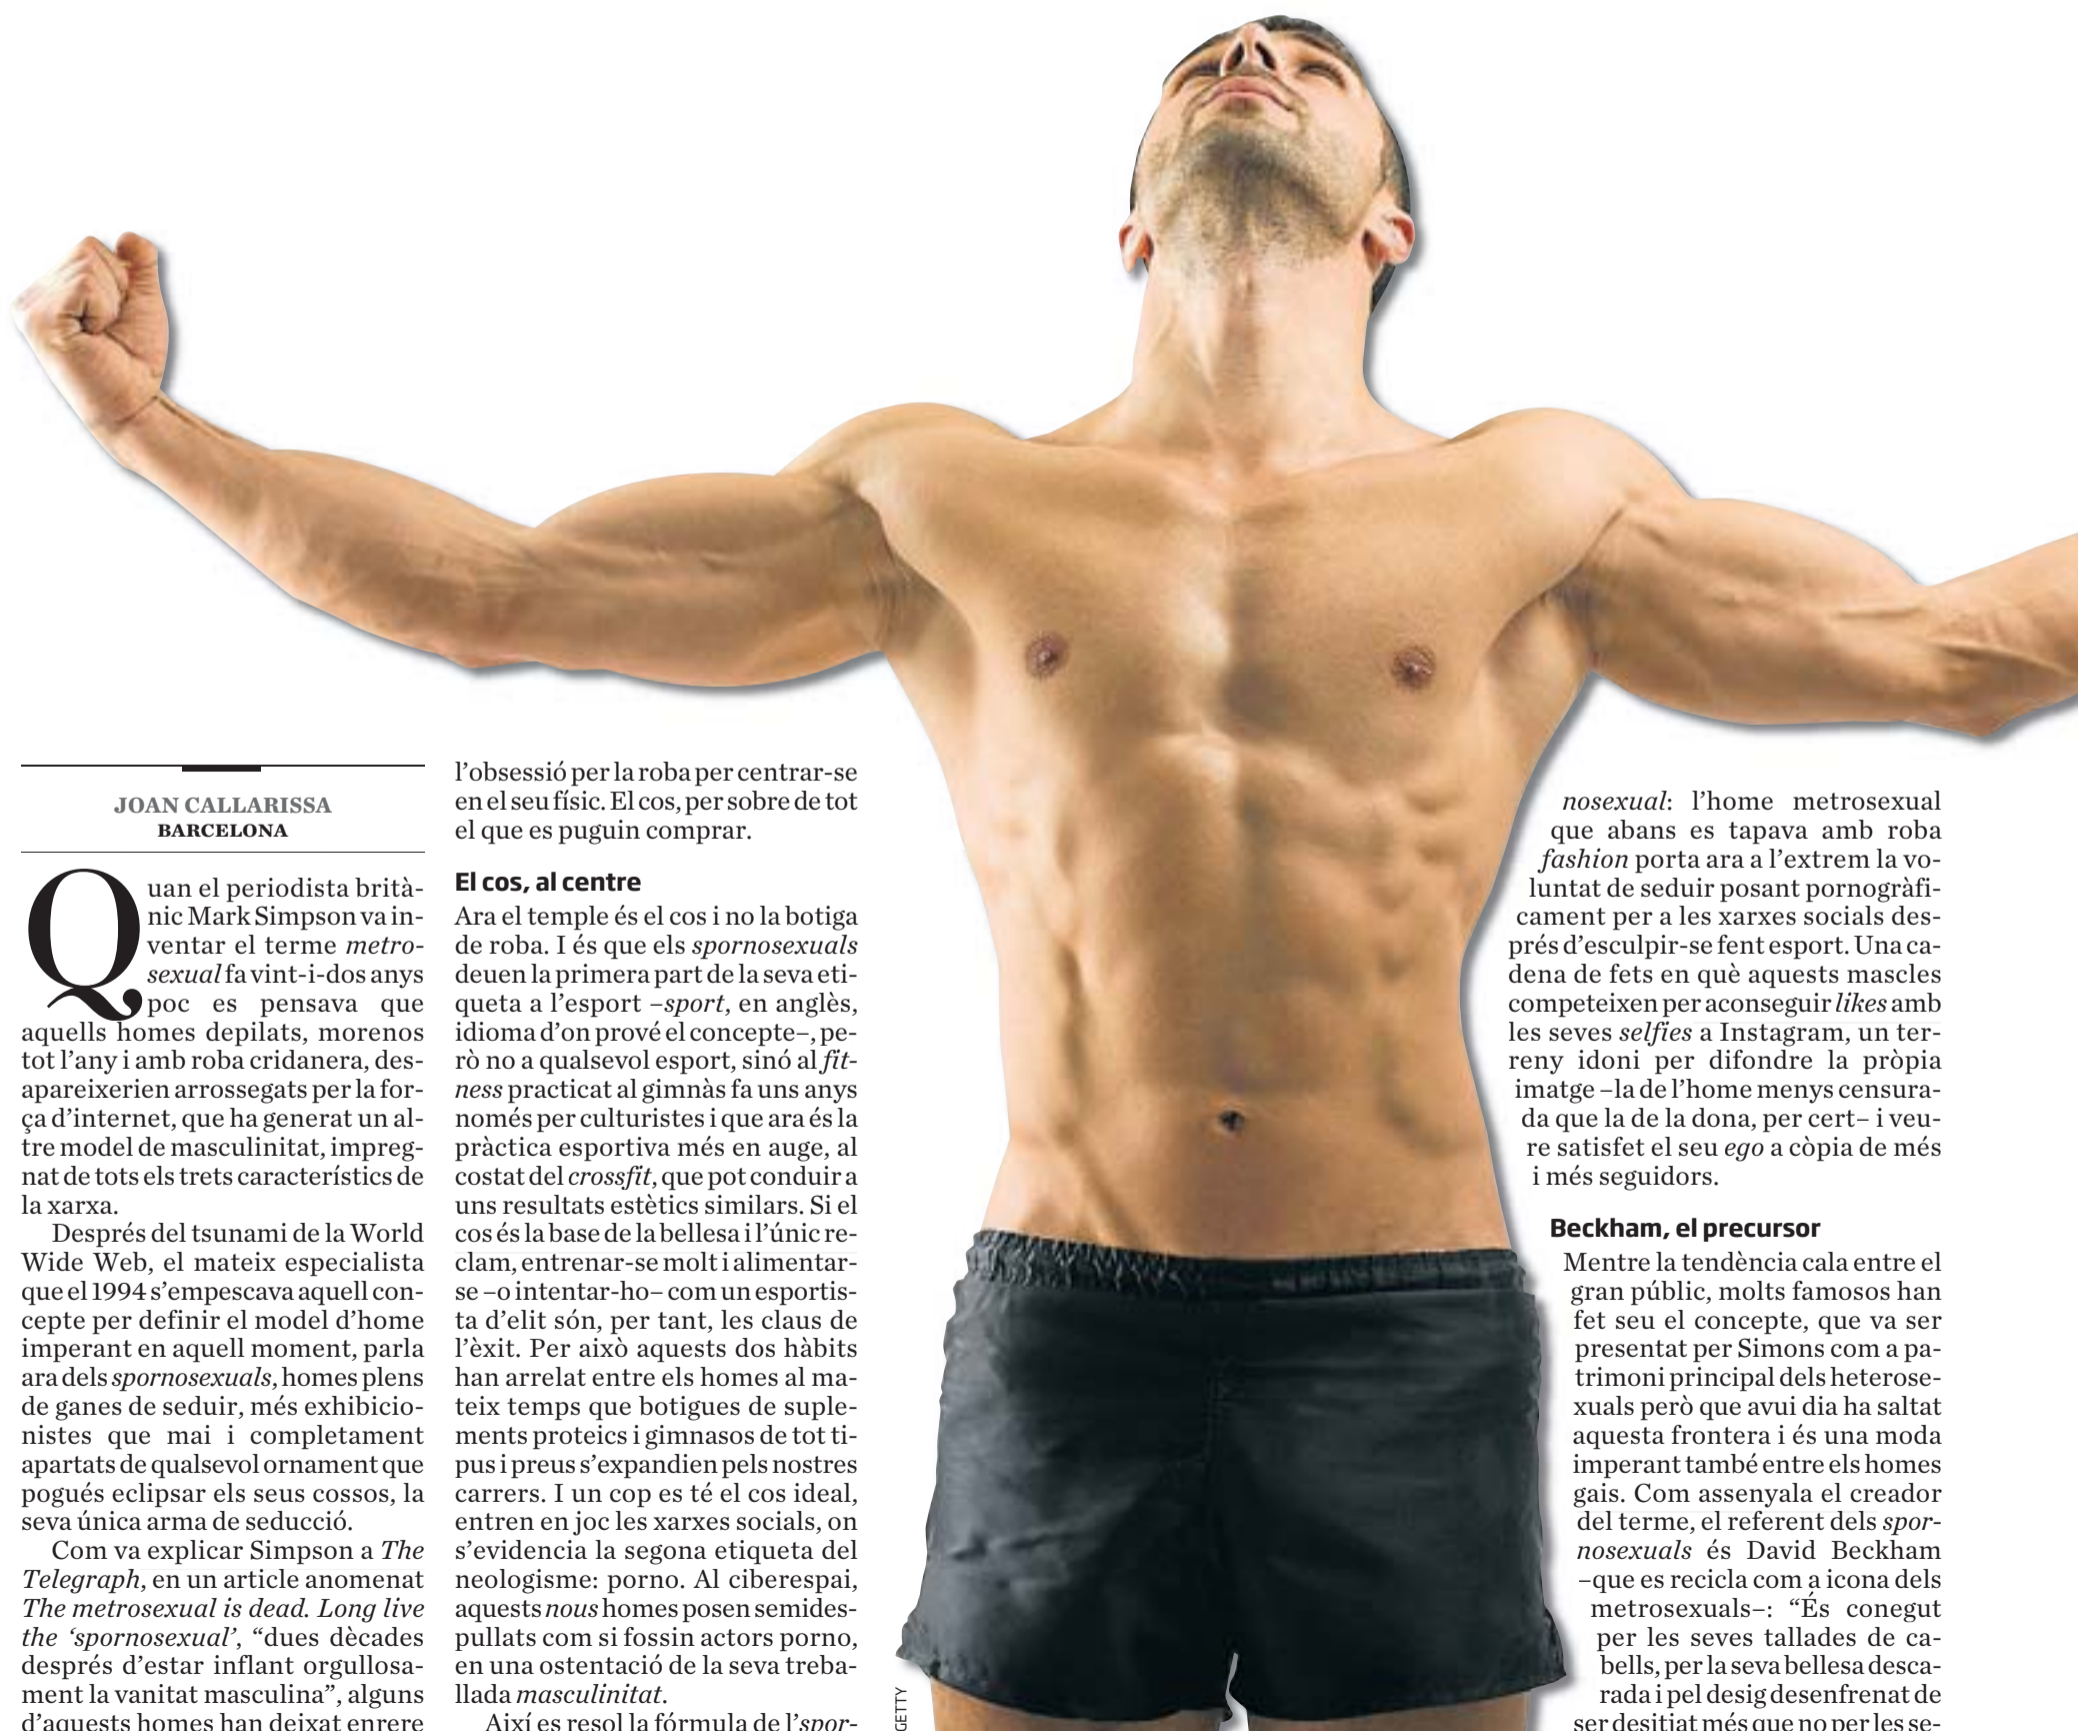 JOAN CALLARISSA
BARCELONA
Quan el periodista brità-
nic Mark Simpson va in-
ventar el terme metro-
sexual fa vint-i-dos anys
poc es pensava que
aquells homes depilats, morenos
tot l'any i amb roba cridanera, des-
apareixerien arrossegats per la for-
ça d'internet, que ha generat un al-
tre model de masculinitat, impreg-
nat de tots els trets característics de
la xarxa.
Després del tsunami de la World
Wide Web, el mateix especialista
que el 1994 s'empescava aquell con-
cepte per definir el model d'home
imperant en aquell moment, parla
ara dels spornosexuals, homes plens
de ganes de seduir, més exhibicio-
nistes que mai i completament
apartats de qualsevol ornament que
pogués eclipsar els seus cossos, la
seva única arma de seducció.
Com va explicar Simpson a The
Telegraph, en un article anomenat
The metrosexual is dead. Long live
the 'spornosexual', “dues dècades
després d'estar inflant orgullosa-
ment la vanitat masculina”, alguns
d'aquests homes han deixat enrere
l'obsessió per la roba per centrar-se
en el seu físic. El cos, per sobre de tot
el que es puguin comprar.
El cos, al centre
Ara el temple és el cos i no la botiga
de roba. I és que els spornosexuals
deuen la primera part de la seva eti-
queta a l'esport –sport, en anglès,
idioma d'on prové el concepte–, pe-
rò no a qualsevol esport, sinó al fit-
ness practicat al gimnàs fa uns anys
només per culturistes i que ara és la
pràctica esportiva més en auge, al
costat del crossfit, que pot conduir a
uns resultats estètics similars. Si el
cos és la base de la bellesa i l'únic re-
clam, entrenar-se molt i alimentar-
se –o intentar-ho– com un esportis-
ta d'elit són, per tant, les claus de
l'èxit. Per això aquests dos hàbits
han arrelat entre els homes al ma-
teix temps que botigues de suple-
ments proteics i gimnasos de tot ti-
pus i preus s'expandien pels nostres
carrers. I un cop es té el cos ideal,
entren en joc les xarxes socials, on
s'evidencia la segona etiqueta del
neologisme: porno. Al ciberespai,
aquests nous homes posen semides-
pullats com si fossin actors porno,
en una ostentació de la seva treba-
llada masculinitat.
Així es resol la fórmula de l'spor-
GETTY
nosexual: l'home metrosexual
que abans es tapava amb roba
fashion porta ara a l'extrem la vo-
luntat de seduir posant pornogràfi-
cament per a les xarxes socials des-
prés d'esculpir-se fent esport. Una ca-
dena de fets en què aquests mascles
competeixen per aconseguir likes amb
les seves selfies a Instagram, un ter-
reny idoni per difondre la pròpia
imatge –la de l'home menys censura-
da que la de la dona, per cert– i veu-
re satisfet el seu ego a còpia de més
i més seguidors.
Beckham, el precursor
Mentre la tendència cala entre el
gran públic, molts famosos han
fet seu el concepte, que va ser
presentat per Simons com a pa-
trimoni principal dels heterose-
xuals però que avui dia ha saltat
aquesta frontera i és una moda
imperant també entre els homes
gais. Com assenyala el creador
del terme, el referent dels spor-
nosexuals és David Beckham
–que es recicla com a icona dels
metrosexuals–: “És conegut
per les seves tallades de ca-
bells, per la seva bellesa desca-
rada i pel desig desenfrenat de
ser desitjat més que no per les se-